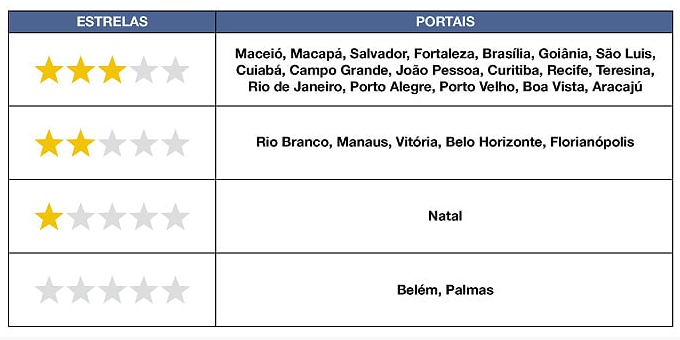 ESTRELAS PORTAIS
Maceió, Macapá, Salvador, Fortaleza, Brasília, Goiânia, São Luis,
Cuiabá, Campo Grande, João Pessoa, Curitiba, Recife, Teresina,
Rio de Janeiro, Porto Alegre, Porto Velho, Boa Vista, Aracajú
Rio Branco, Manaus, Vitória, Belo Horizonte, Florianópolis
Natal
Belém, Palmas